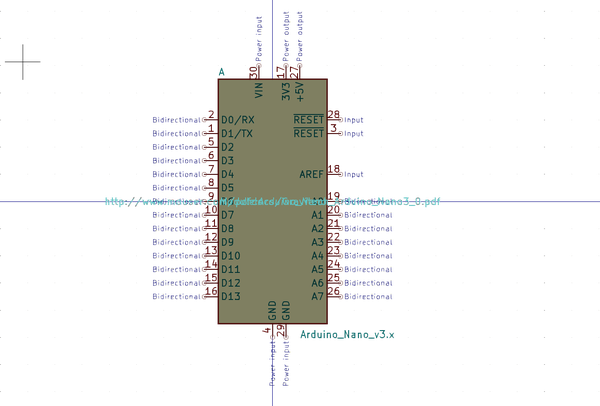 Power input
Power output
Power output
30
17
27
A
VIN
3V3
+5V
Bidirectional 2 D0/RX RESET 28 Input
Bidirectional 1 D1/TX RESET 3 Input
Bidirectional 5 D2
Bidirectional 6 D3
Bidirectional 7 D4 AREF 18 Input
Bidirectional 8 D5
Bidirectional 9 19 Bidirectional
Bidirectional 10 D7 A1 20 Bidirectional
Bidirectional 11 D8 A2 21 Bidirectional
Bidirectional 12 D9 A3 22 Bidirectional
Bidirectional 13 D10 A4 23 Bidirectional
Bidirectional 14 D11 A5 24 Bidirectional
Bidirectional 15 D12 A6 25 Bidirectional
Bidirectional 16 D13 A7 26 Bidirectional
GND
GND
4
29
Arduino_Nano_v3.x
Power input
Power input